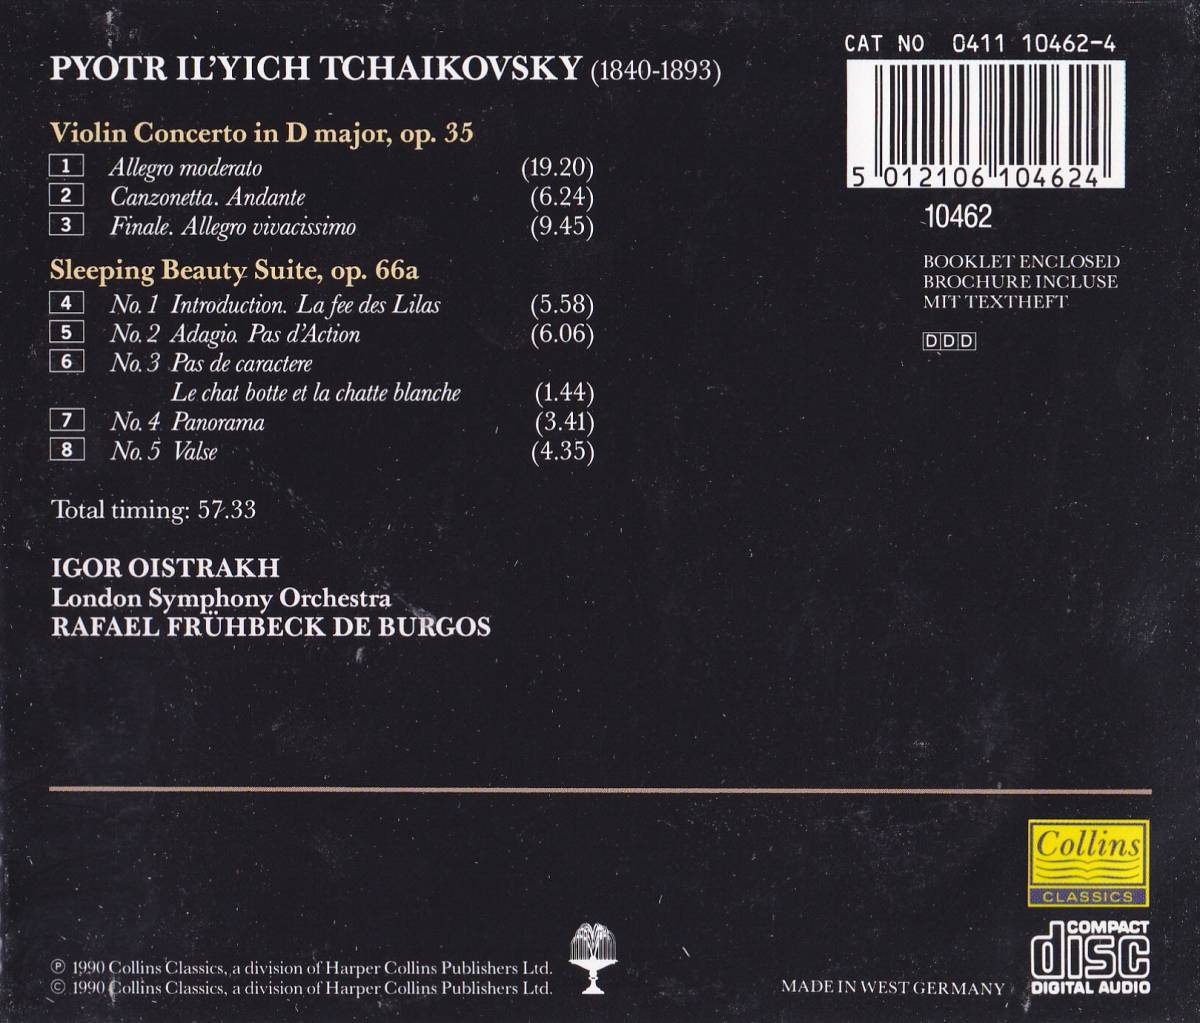 PYOTR IL'YICH TCHAIKOVSKY (1840-1893)
Violin Concerto in D major, op. 35
1 Allegro moderato (19.20)
2 Canzonetta. Andante (6.24)
3 Finale. Allegro vivacissimo (9.45)
Sleeping Beauty Suite, op. 66a
4 No. 1 Introduction. La fee des Lilas (5.58)
5 No. 2 Adagio. Pas d'Action (6.06)
6 No. 3 Pas de caractere
Le chat botte et la chatte blanche (1.44)
7 No. 4 Panorama (3.41)
8 No. 5 Valse (4.35)
Total timing: 57.33
IGOR OISTRAKH
London Symphony Orchestra
RAFAEL FRÜHBECK DE BURGOS
CAT NO 0411 10462-4
5 012106 104624
10462
BOOKLET ENCLOSED
BROCHURE INCLUSE
MIT TEXTHEFT
DDD
Collins
CLASSICS
COMPACT
disc
DIGITAL AUDIO
℗ 1990 Collins Classics, a division of Harper Collins Publishers Ltd.
© 1990 Collins Classics, a division of Harper Collins Publishers Ltd.
MADE IN WEST GERMANY